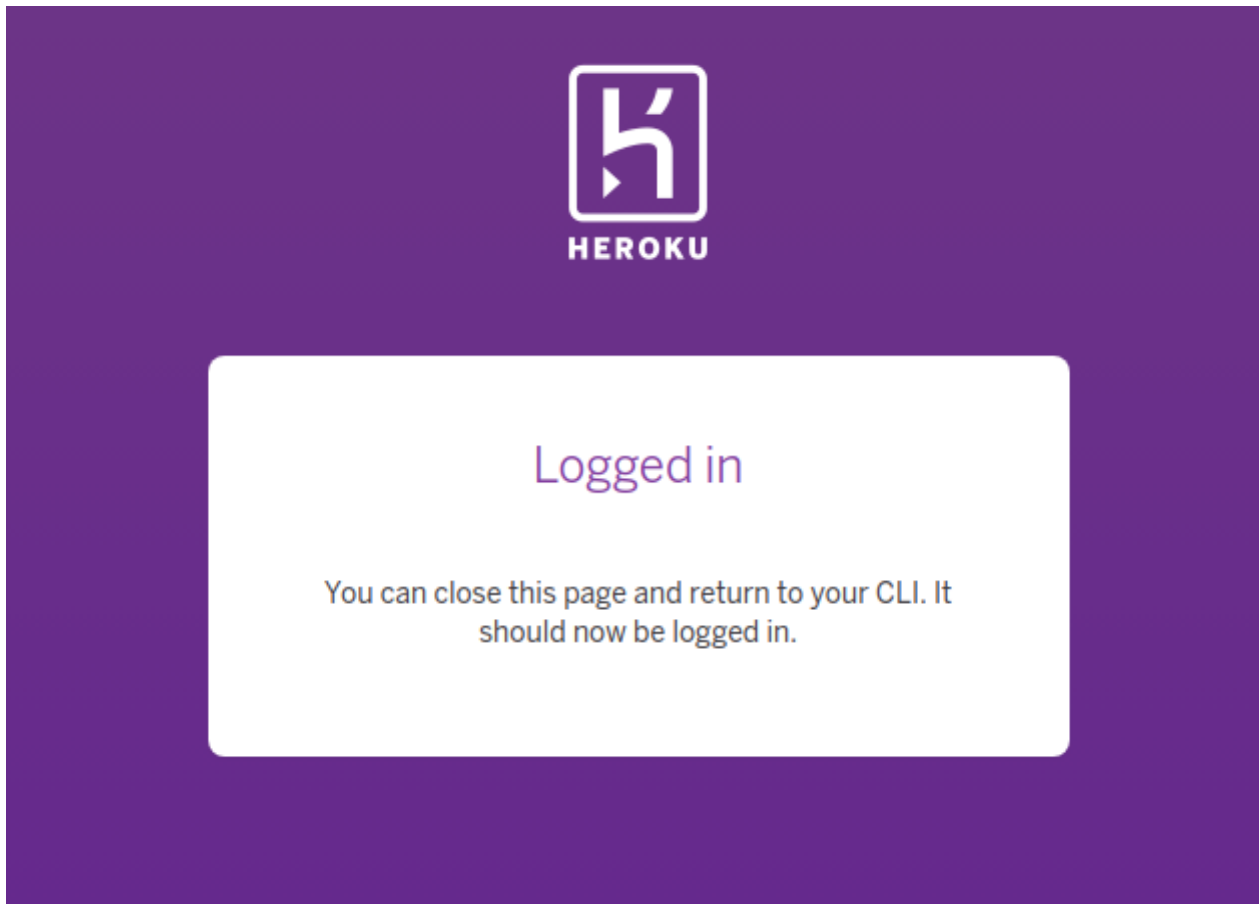 HEROKU
Logged in
You can close this page and return to your CLI. It
should now be logged in.